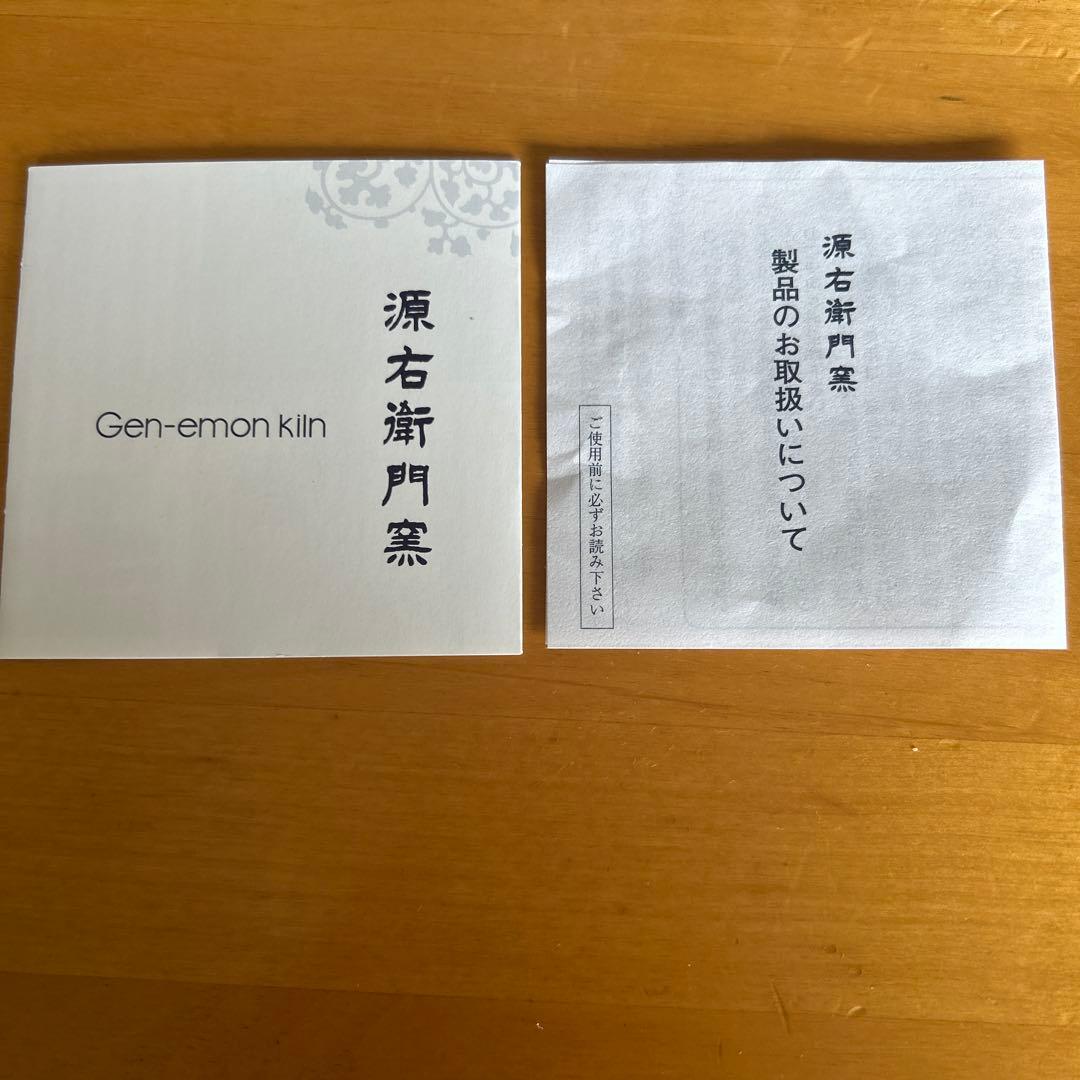 源右衛門窯
Gen-emon kiln
源右衛門窯
製品のお取扱いについて
ご使用前に必ずお読み下さい